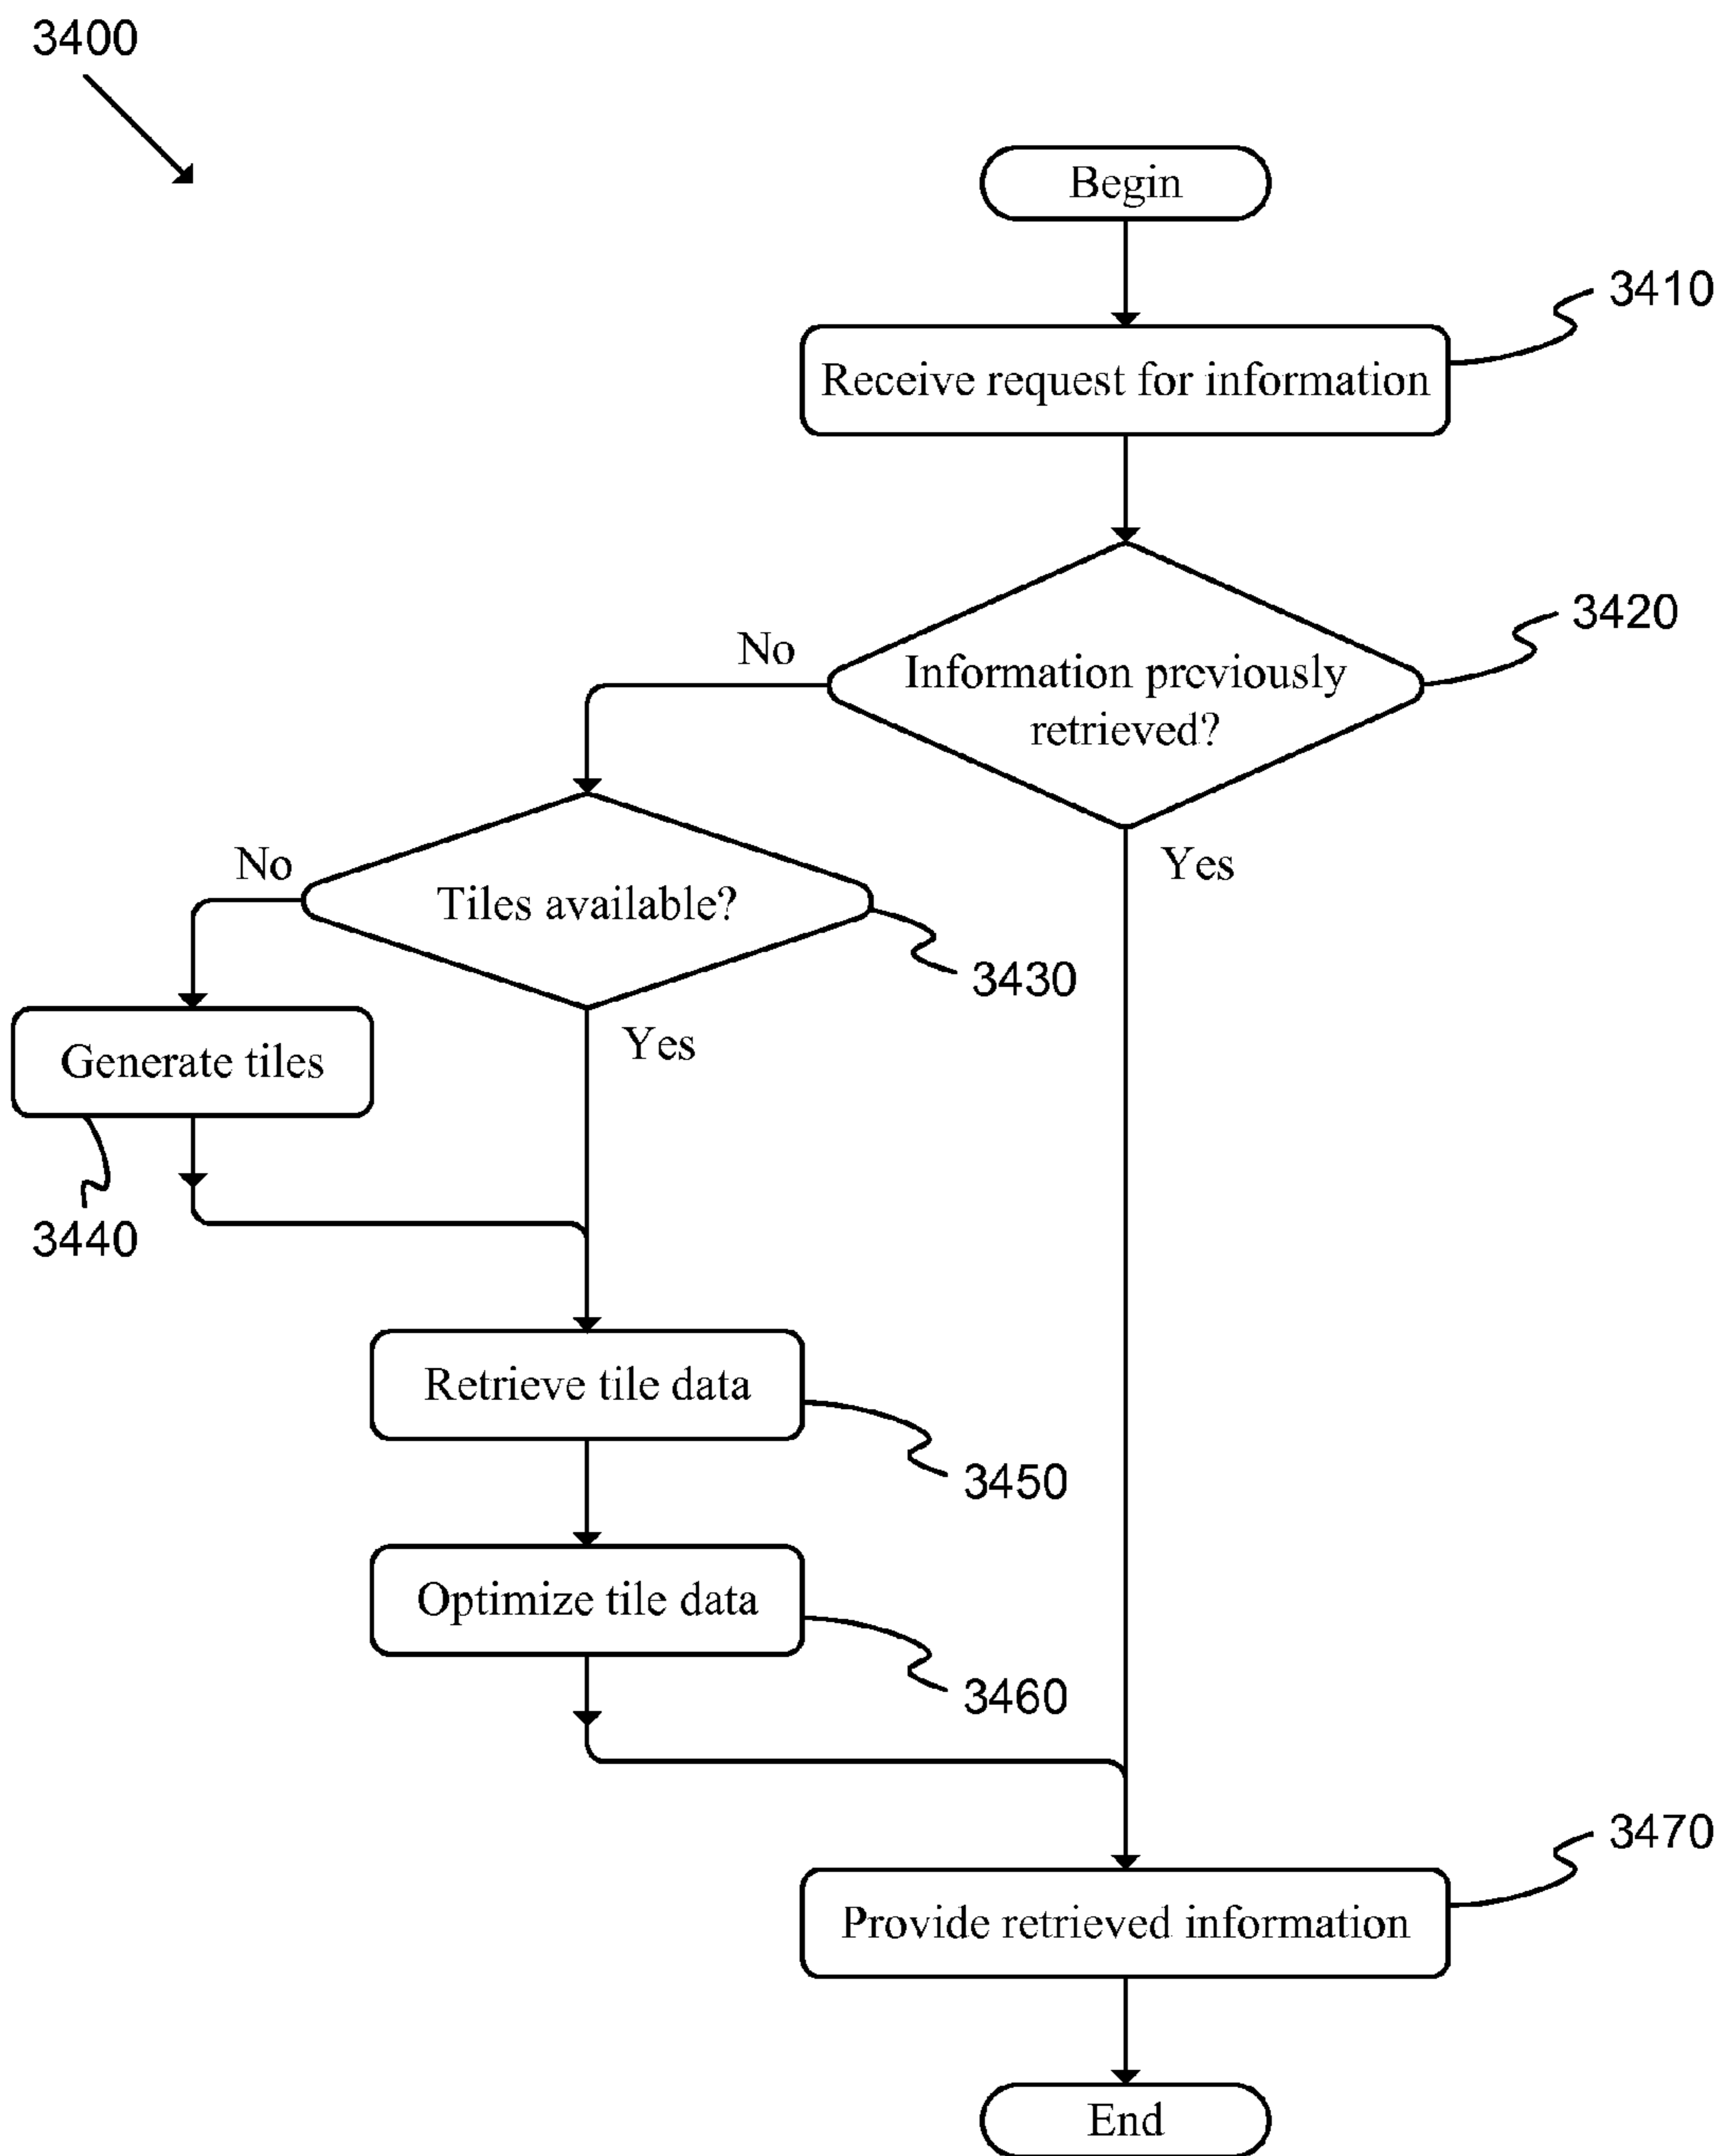 3400
Begin
3410
Receive request for information
3420
Information previously
retrieved?
No
Yes
Tiles available?
No
3430
Yes
Generate tiles
3440
Retrieve tile data
3450
Optimize tile data
3460
3470
Provide retrieved information
End